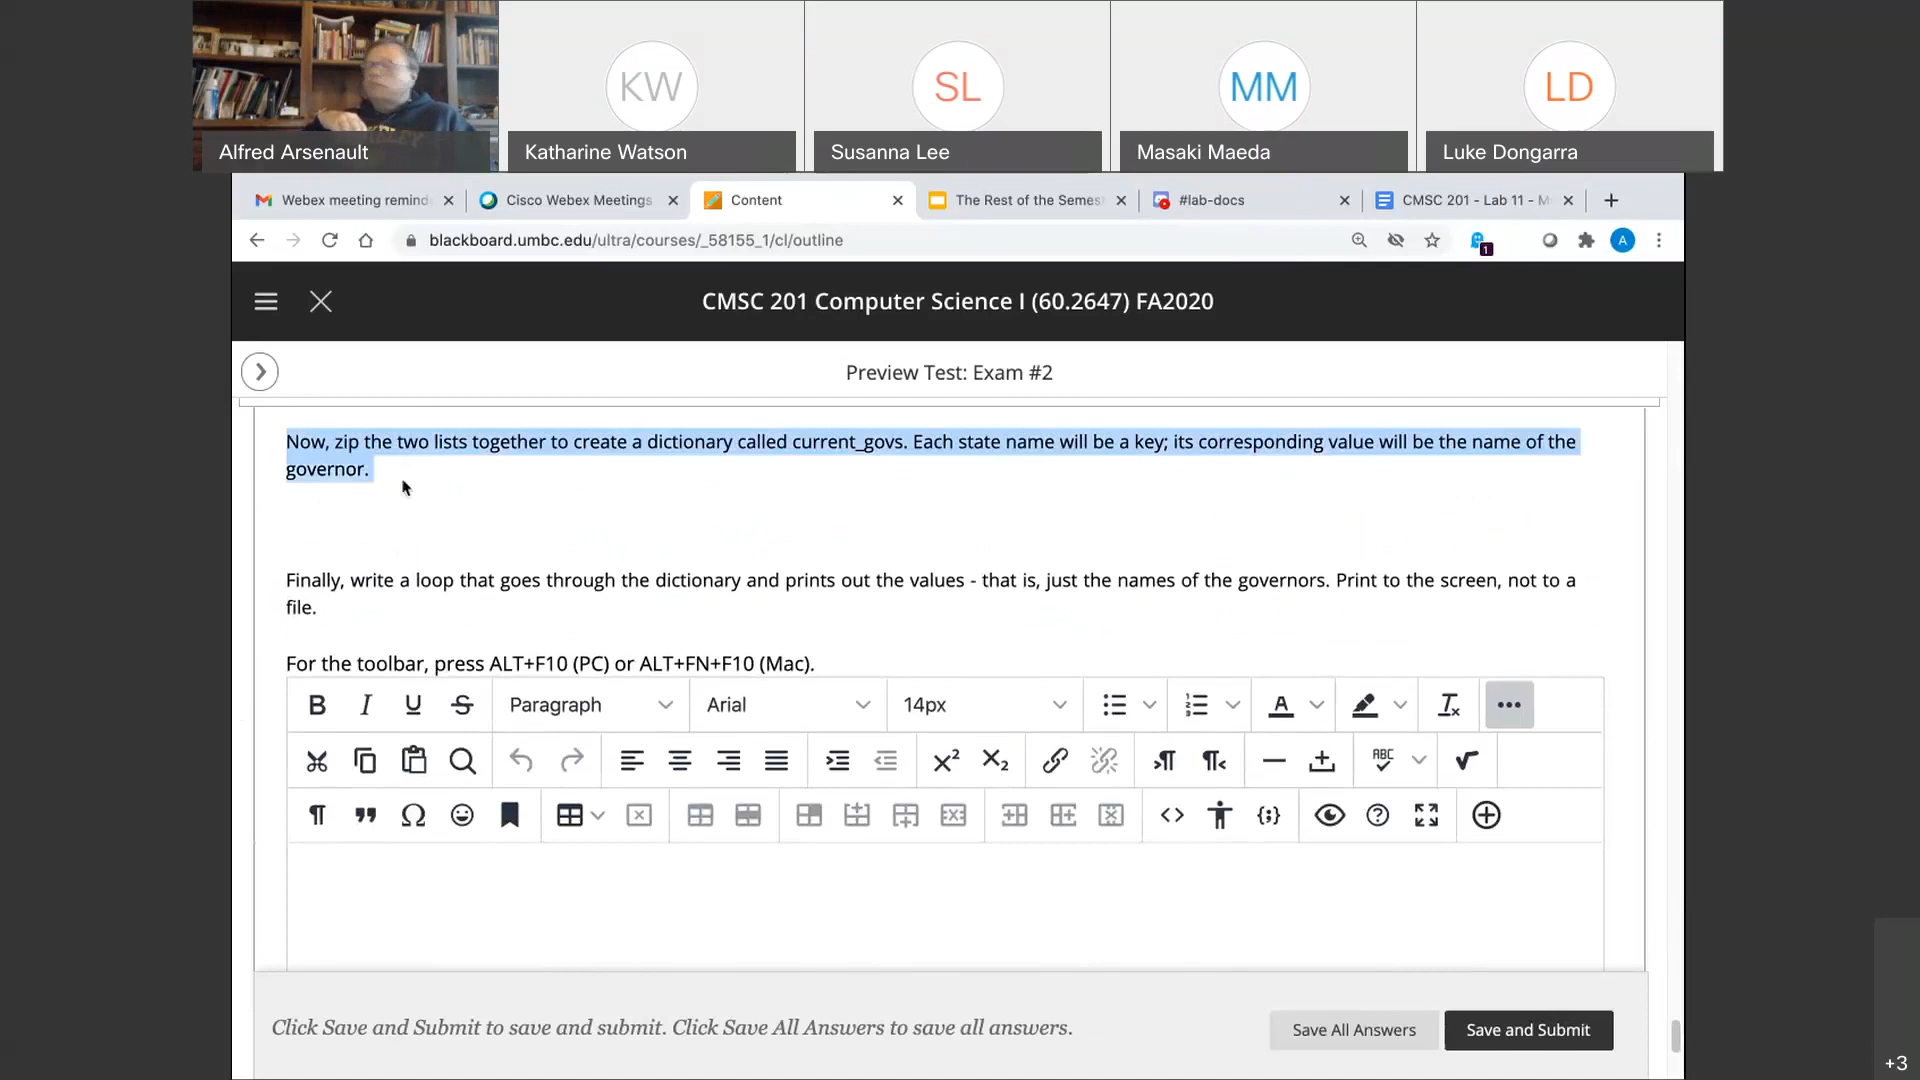 KW
SL
MM
LD
Alfred Arsenault
Katharine Watson
Susanna Lee
Masaki Maeda
Luke Dongarra
Webex meeting remind
Cisco Webex Meetings
Content
The Rest of the Semes
#lab-docs
CMSC 201 - Lab 11 - M
blackboard.umbc.edu/ultra/courses/_58155_1/cl/outline
1
A
CMSC 201 Computer Science I (60.2647) FA2020
Preview Test: Exam #2
Now, zip the two lists together to create a dictionary called current_govs. Each state name will be a key; its corresponding value will be the name of the
governor.
Finally, write a loop that goes through the dictionary and prints out the values - that is, just the names of the governors. Print to the screen, not to a
file.
For the toolbar, press ALT+F10 (PC) or ALT+FN+F10 (Mac).
B I U S Paragraph Arial 14px A Tx
X² X₂ ABC
Click Save and Submit to save and submit. Click Save All Answers to save all answers.
Save All Answers
Save and Submit
+3